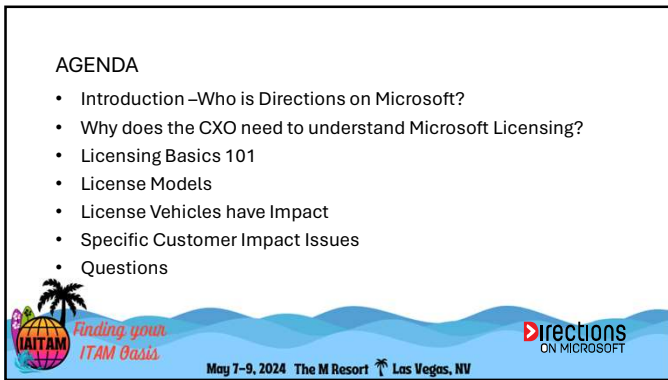 AGENDA
• Introduction –Who is Directions on Microsoft?
• Why does the CXO need to understand Microsoft Licensing?
• Licensing Basics 101
• License Models
• License Vehicles have Impact
• Specific Customer Impact Issues
• Questions
IAITAM
Finding your
ITAM Oasis
Directions
ON MICROSOFT
May 7-9, 2024 The M Resort Las Vegas, NV